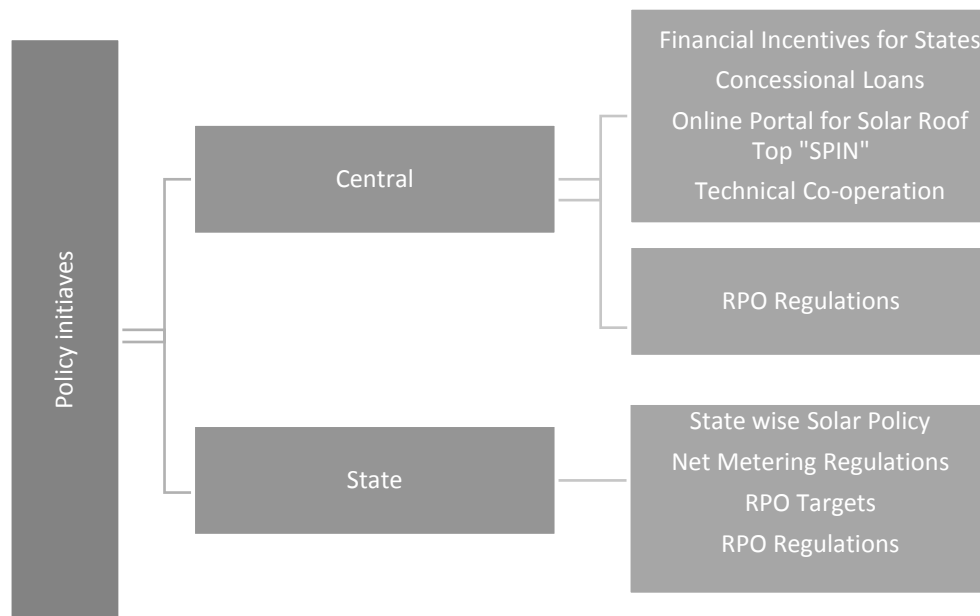 Policy initiaves
Central
Financial Incentives for States
Concessional Loans
Online Portal for Solar Roof
Top "SPIN"
Technical Co-operation
RPO Regulations
State
State wise Solar Policy
Net Metering Regulations
RPO Targets
RPO Regulations